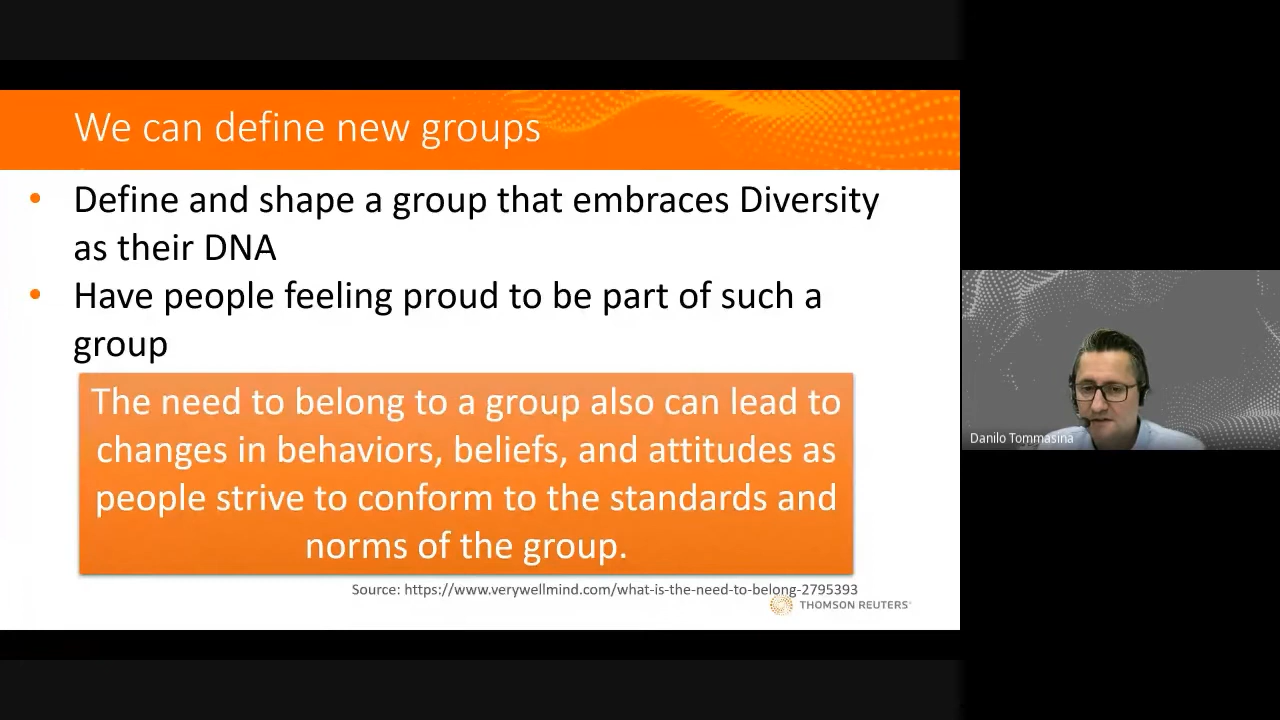 We can define new groups
• Define and shape a group that embraces Diversity
as their DNA
• Have people feeling proud to be part of such a
group
The need to belong to a group also can lead to
changes in behaviors, beliefs, and attitudes as
people strive to conform to the standards and
norms of the group.
Source: https://www.verywellmind.com/what-is-the-need-to-belong-2795393
THOMSON REUTERS
Danilo Tommasina